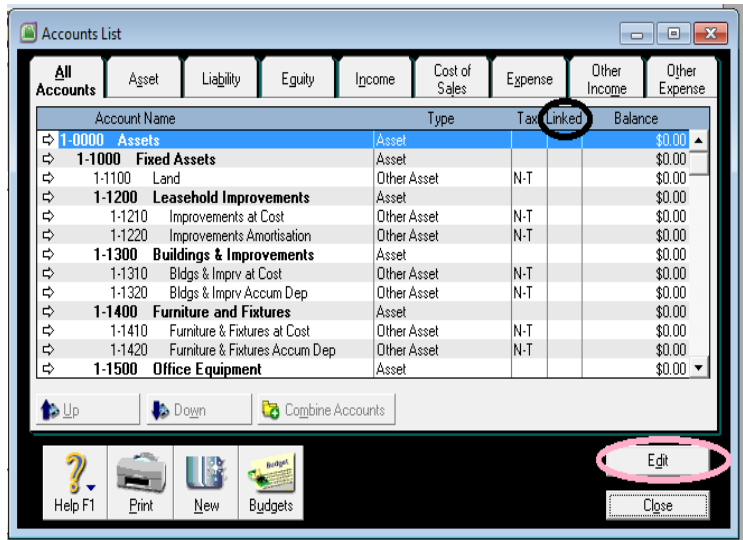 Accounts List
All Accounts Asset Liability Equity Income Cost of Sales Expense Other Income Other Expense
Account Name Type Tax Linked Balance
1-0000 Assets Asset $0.00
1-1000 Fixed Assets Asset $0.00
1-1100 Land Other Asset N-T $0.00
1-1200 Leasehold Improvements Asset $0.00
1-1210 Improvements at Cost Other Asset N-T $0.00
1-1220 Improvements Amortisation Other Asset N-T $0.00
1-1300 Buildings & Improvements Asset $0.00
1-1310 Bldgs & Imprv at Cost Other Asset N-T $0.00
1-1320 Bldgs & Imprv Accum Dep Other Asset N-T $0.00
1-1400 Furniture and Fixtures Asset $0.00
1-1410 Furniture & Fixtures at Cost Other Asset N-T $0.00
1-1420 Furniture & Fixtures Accum Dep Other Asset N-T $0.00
1-1500 Office Equipment Asset $0.00
Up Down Combine Accounts
Budget
Edit
Help F1 Print New Budgets Close